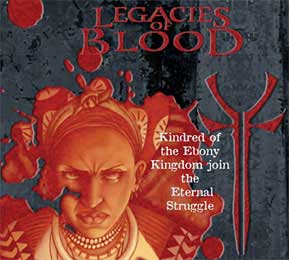 LEGACIES
of
BLOOD
Kindred of
the Ebony
Kingdom join
the
Eternal
Struggle